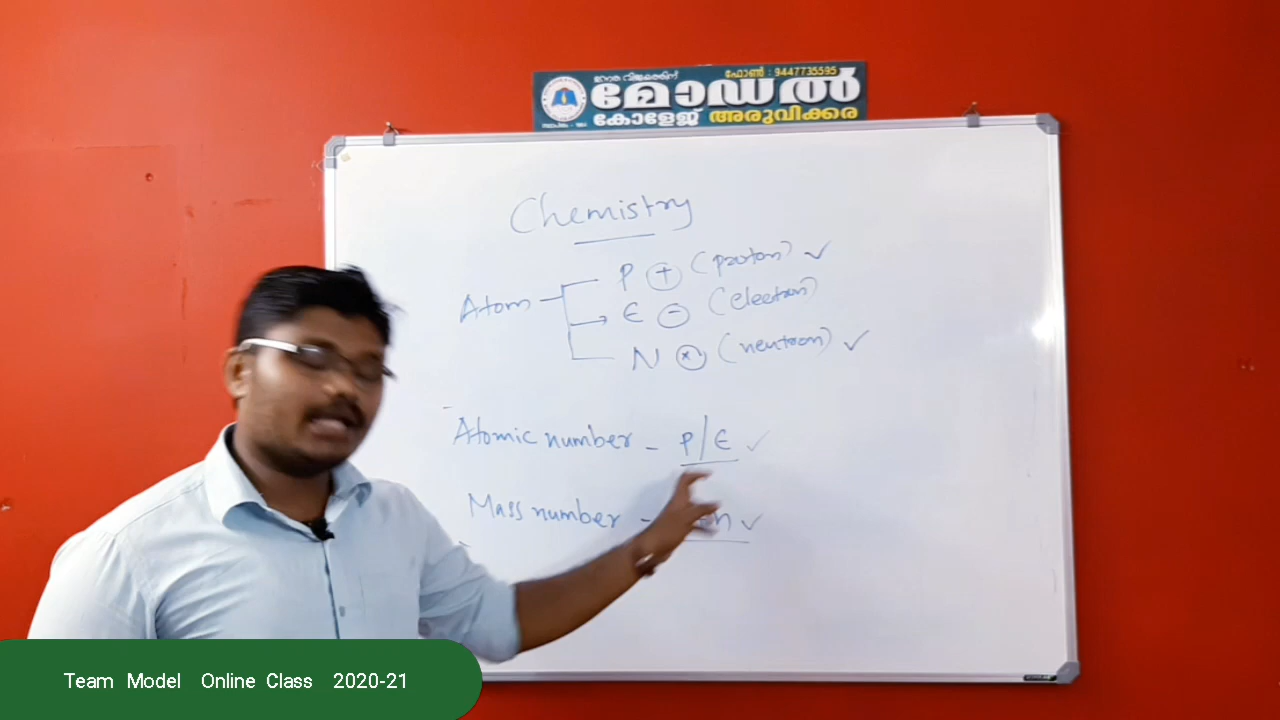 നേരായ വിജയത്തിന് ഫോൺ : 9447735595
മോഡൽ
കോളേജ് അരുവിക്കര
Chemistry
Atom
P + (proton) ✓
E - (electron)
N (neutron) ✓
Atomic number - P/E ✓
Mass number - n ✓
Team Model Online Class 2020-21